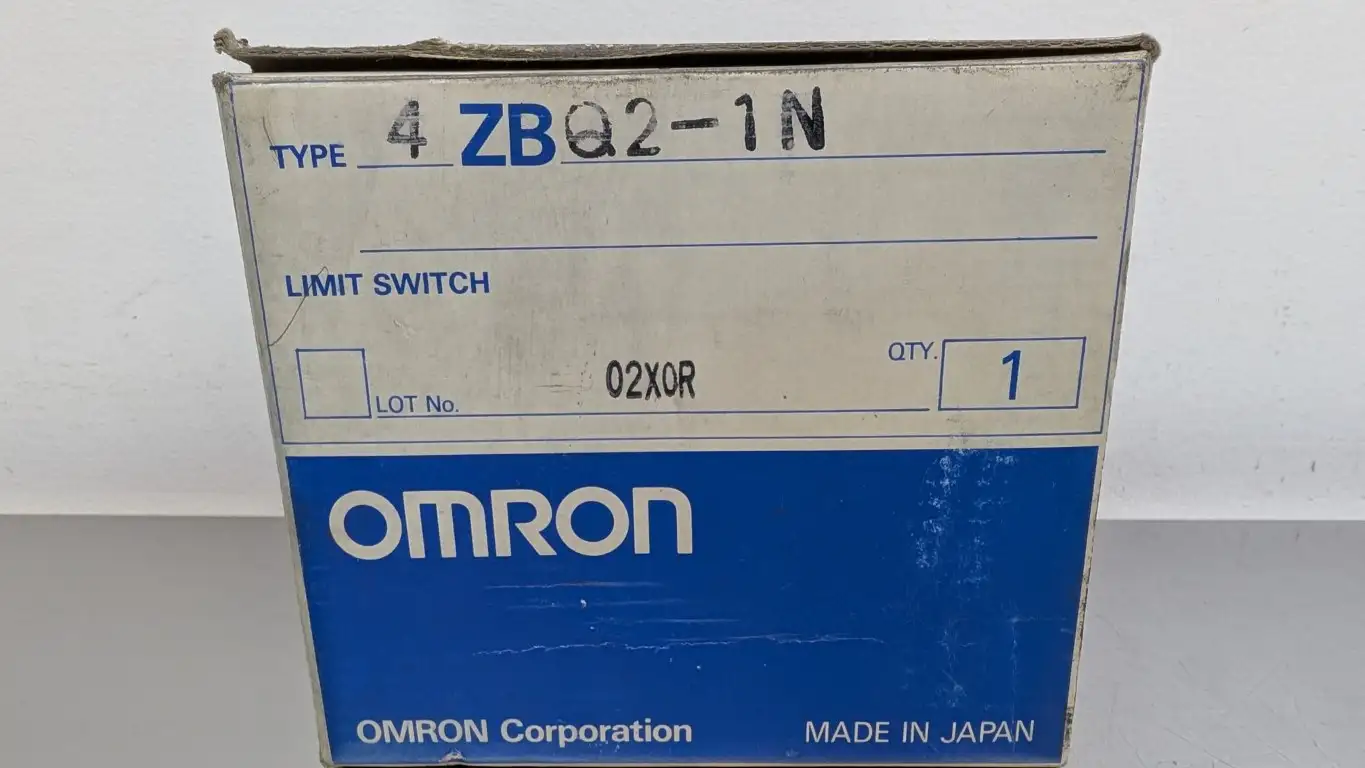 TYPE 4 ZBQ2-1N
LIMIT SWITCH
QTY. 1
LOT No. 02X0R
OMRON
OMRON Corporation
MADE IN JAPAN